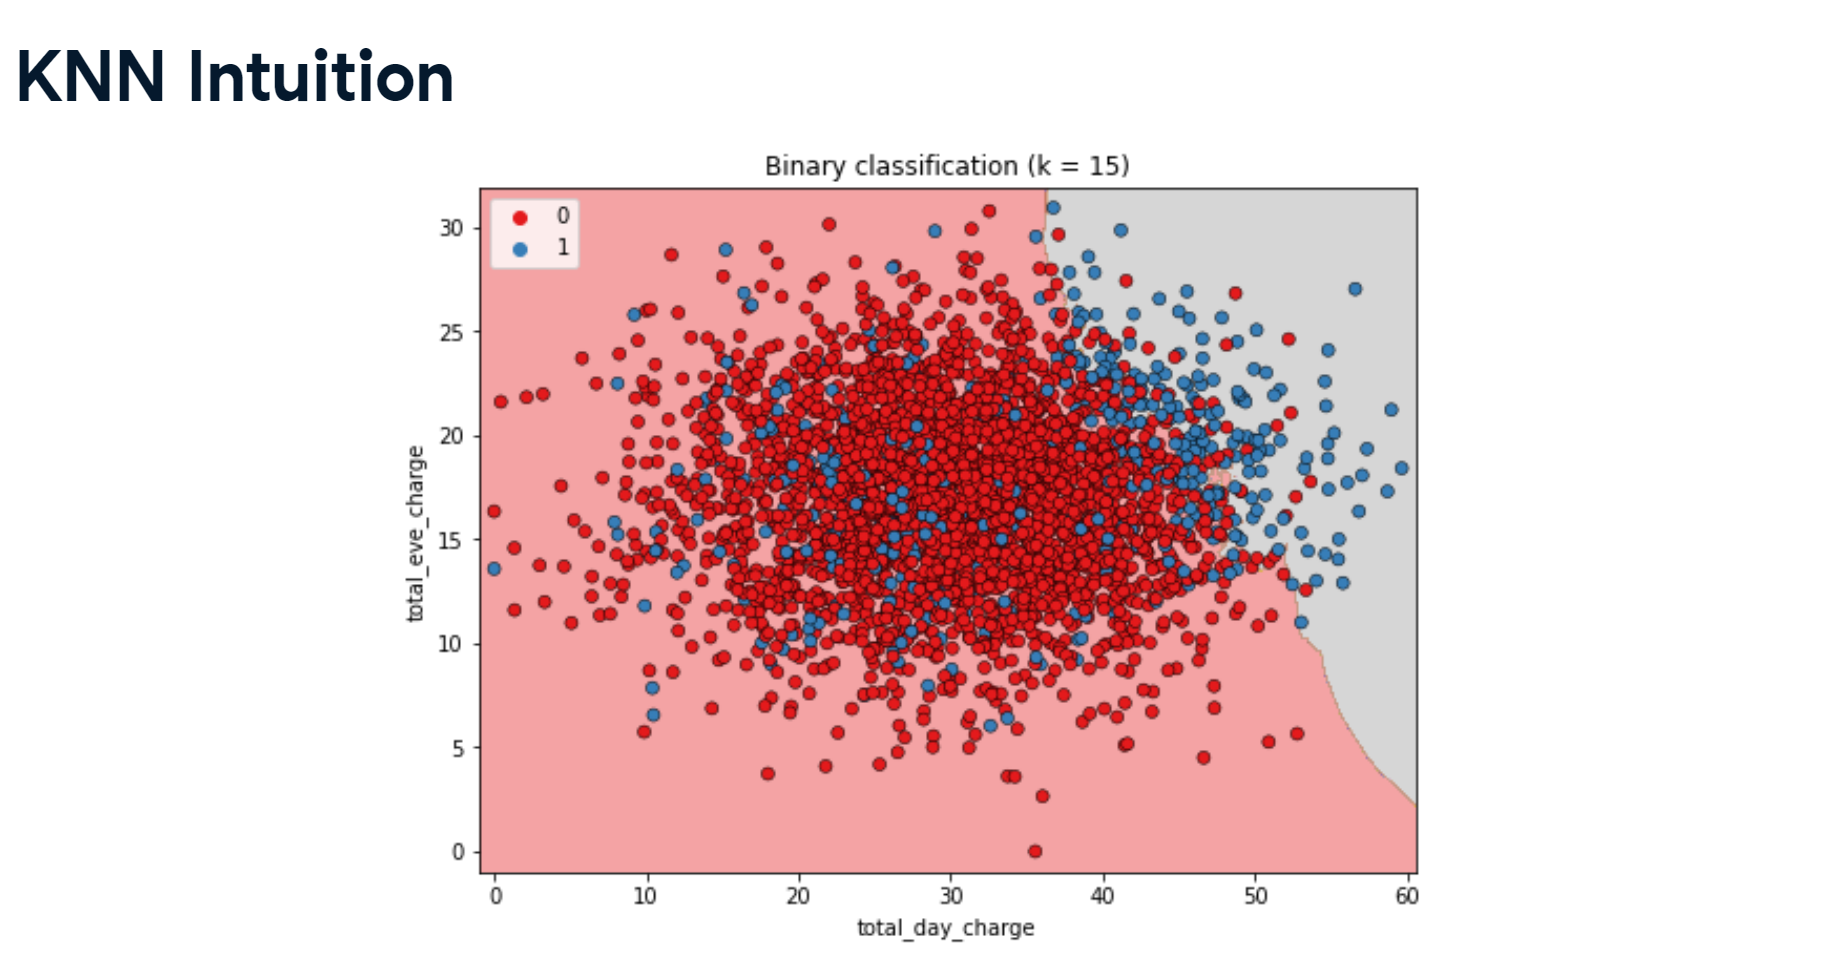 KNN Intuition
Binary classification (k = 15)
0
1
30
25
20
15
10
5
0
total_eve_charge
0 10 20 30 40 50 60
total_day_charge